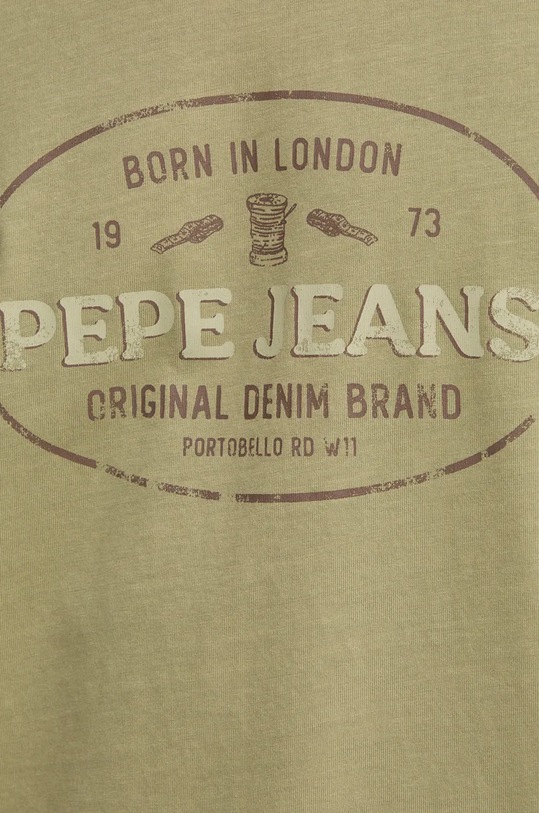 BORN IN LONDON
19 73
PEPE JEANS
ORIGINAL DENIM BRAND
PORTOBELLO RD W11